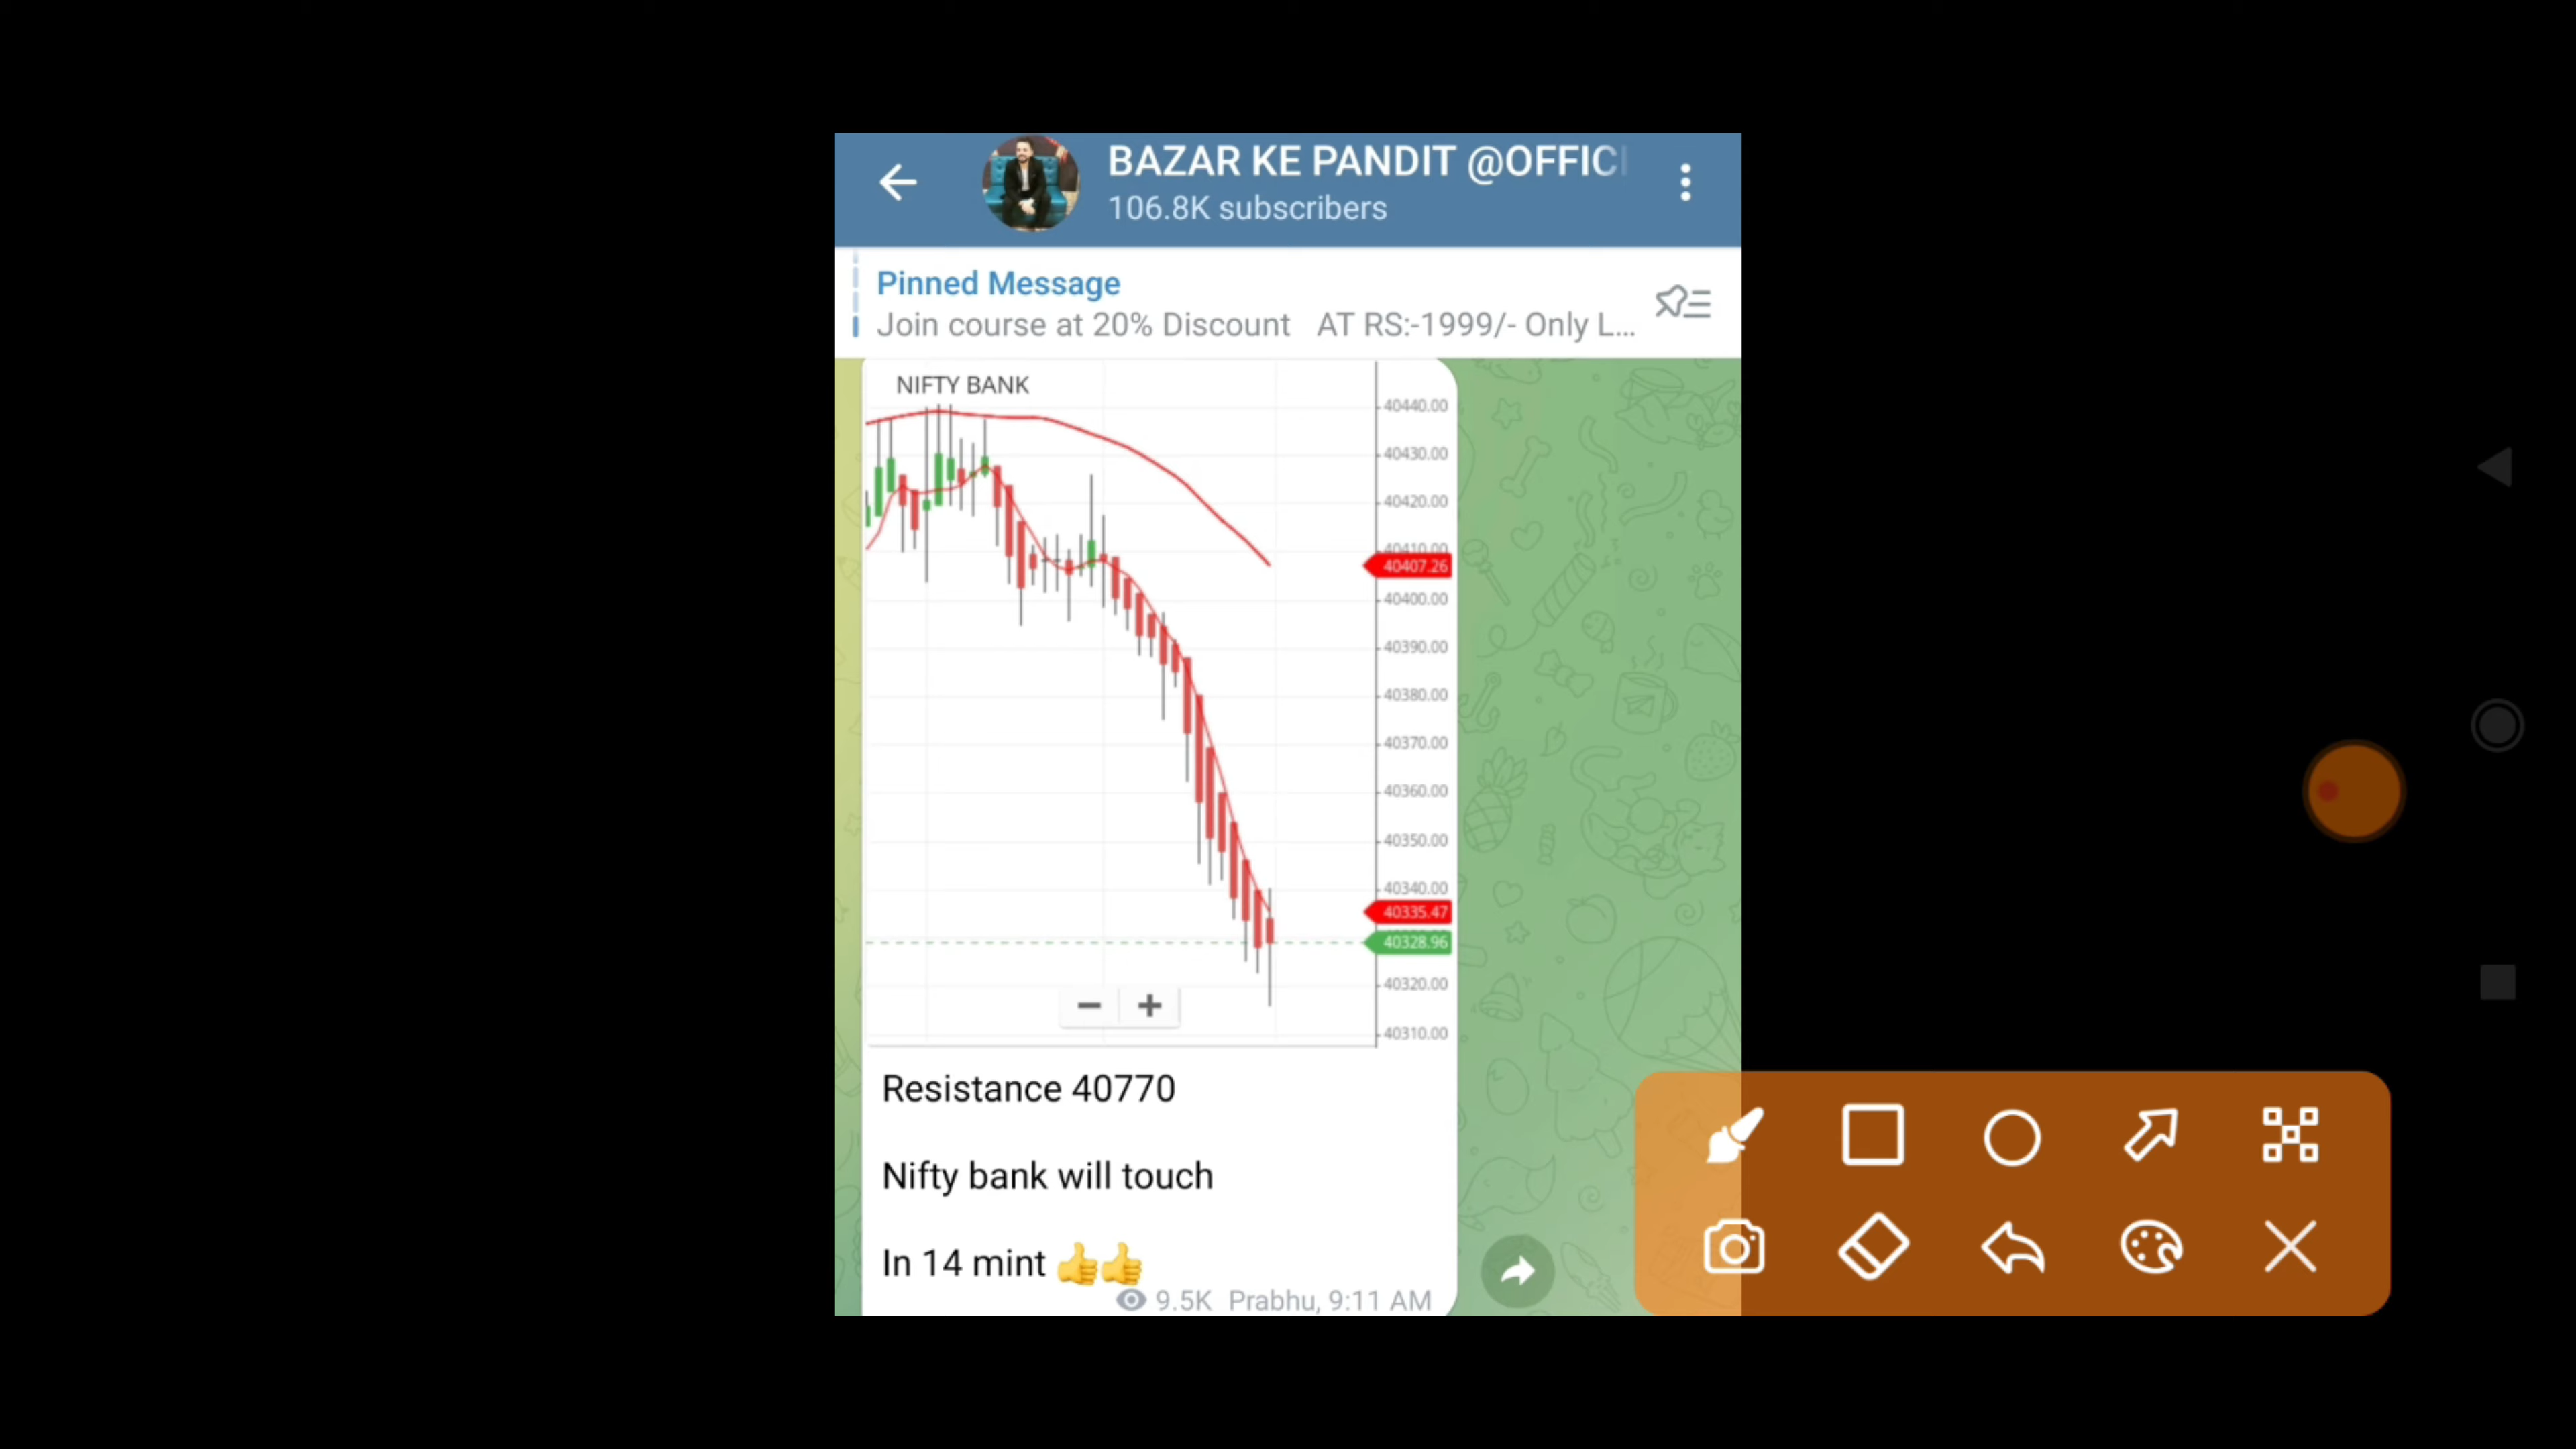 BAZAR KE PANDIT @OFFIC
106.8K subscribers
Pinned Message
Join course at 20% Discount AT RS:-1999/- Only L...
NIFTY BANK
40440.00
40430.00
40420.00
40410.00
40407.26
40400.00
40390.00
40380.00
40370.00
40360.00
40350.00
40340.00
40335.47
40328.96
40320.00
40310.00
Resistance 40770
Nifty bank will touch
In 14 mint 👍👍
9.5K Prabhu, 9:11 AM